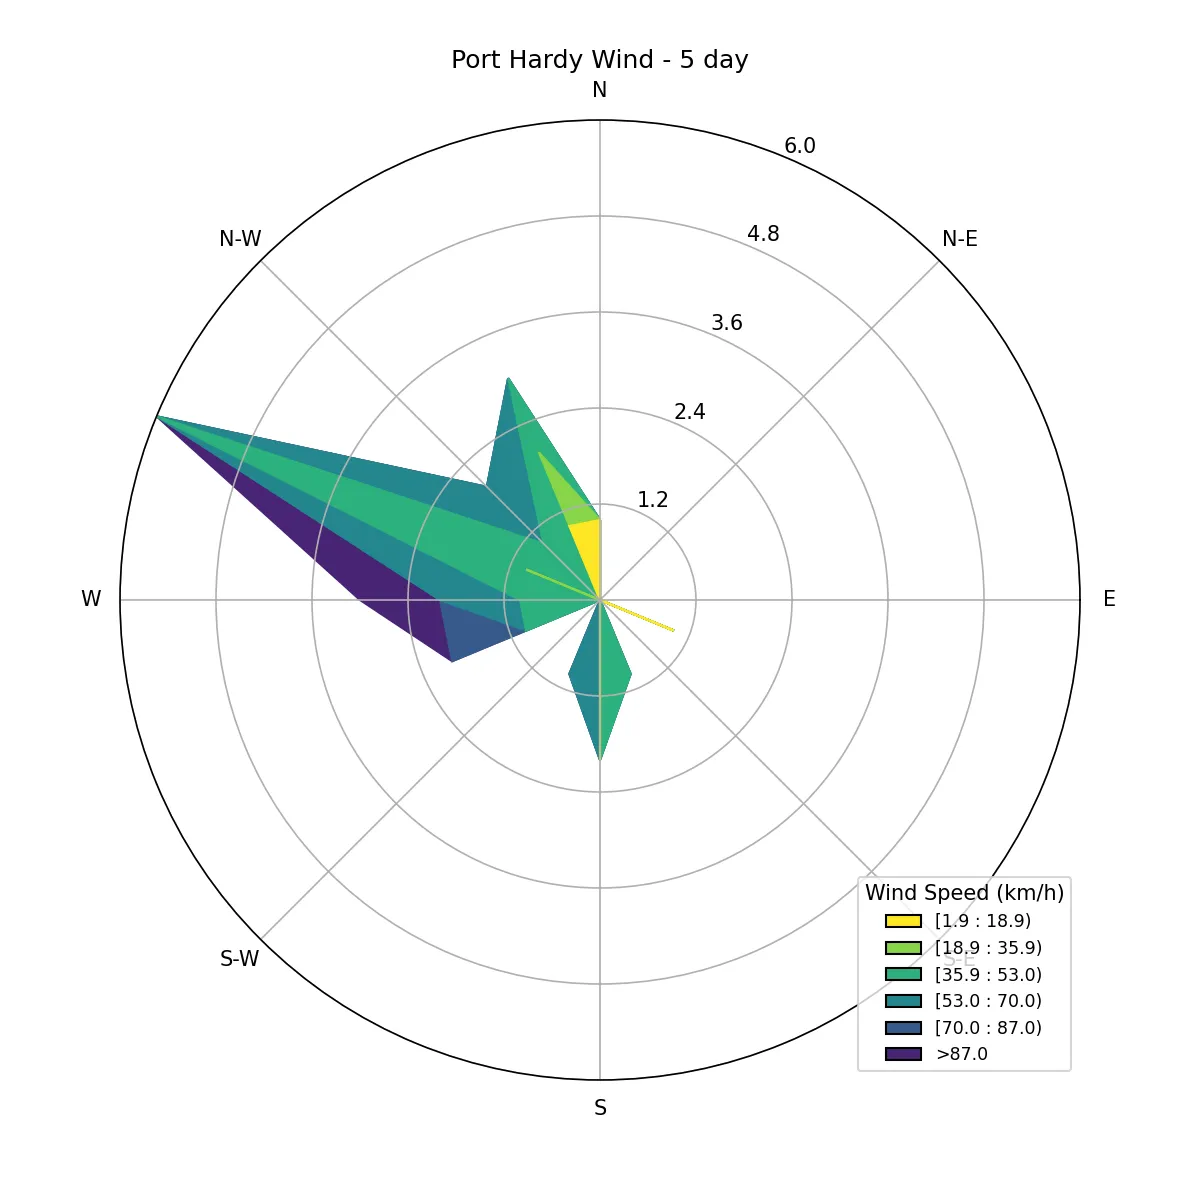 Port Hardy Wind - 5 day
N
6.0
N-W
4.8
N-E
3.6
2.4
1.2
W
E
Wind Speed (km/h)
[1.9 : 18.9)
[18.9 : 35.9)
S-W
S-E
[35.9 : 53.0)
[53.0 : 70.0)
[70.0 : 87.0)
>87.0
S